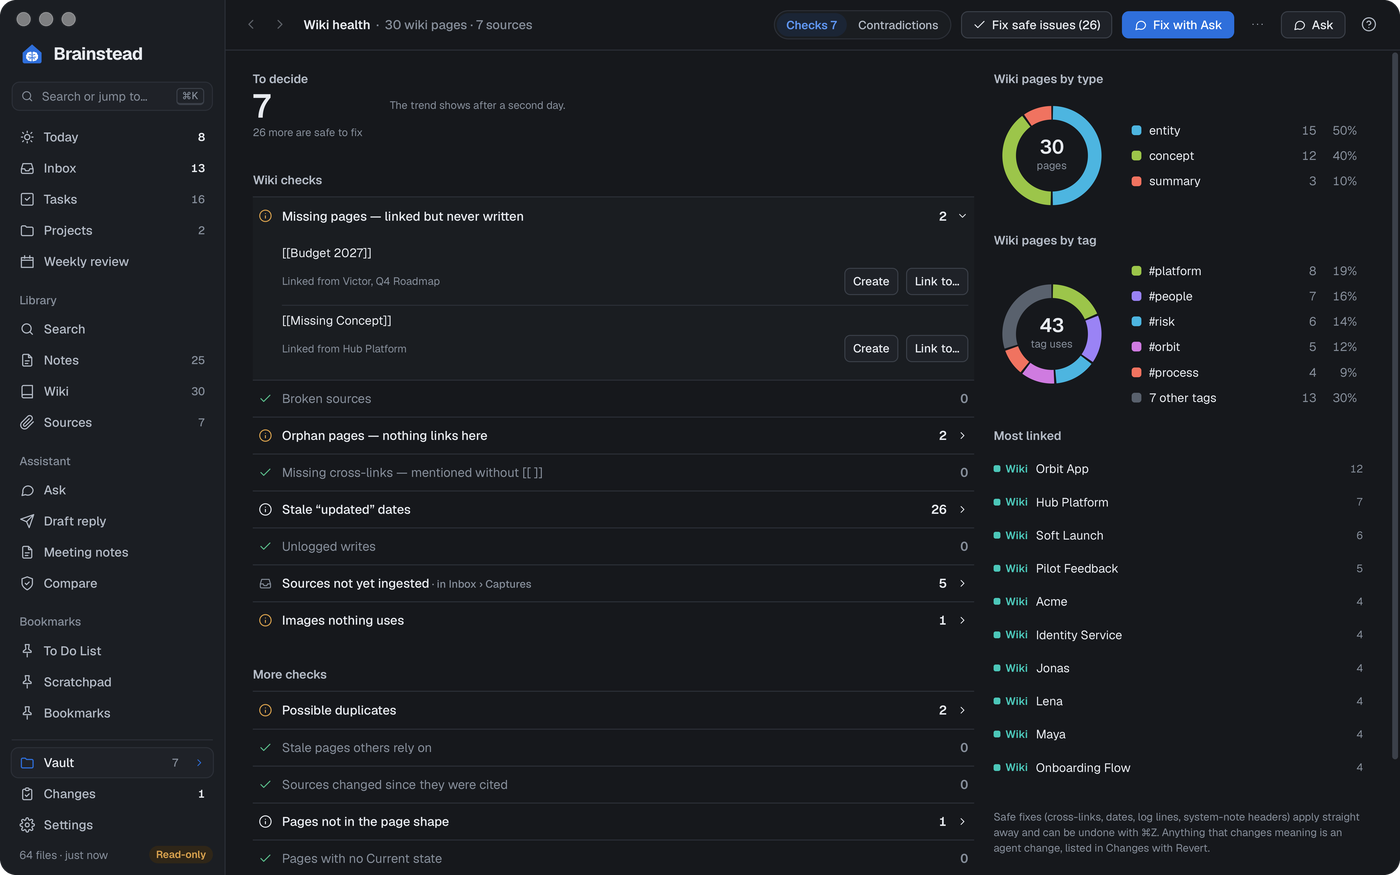 Brainstead
Search or jump to… ⌘K
Today 8
Inbox 13
Tasks 16
Projects 2
Weekly review
Library
Search
Notes 25
Wiki 30
Sources 7
Assistant
Ask
Draft reply
Meeting notes
Compare
Bookmarks
To Do List
Scratchpad
Bookmarks
Vault 7
Changes 1
Settings
64 files · just now Read-only
Wiki health · 30 wiki pages · 7 sources
Checks 7 Contradictions
Fix safe issues (26)
Fix with Ask
···
Ask
To decide
7
The trend shows after a second day.
26 more are safe to fix
Wiki checks
Missing pages — linked but never written 2
[[Budget 2027]]
Linked from Victor, Q4 Roadmap Create Link to…
[[Missing Concept]]
Linked from Hub Platform Create Link to…
Broken sources 0
Orphan pages — nothing links here 2
Missing cross-links — mentioned without [[ ]] 0
Stale “updated” dates 26
Unlogged writes 0
Sources not yet ingested · in Inbox › Captures 5
Images nothing uses 1
More checks
Possible duplicates 2
Stale pages others rely on 0
Sources changed since they were cited 0
Pages not in the page shape 1
Pages with no Current state 0
Wiki pages by type
30
pages
entity 15 50%
concept 12 40%
summary 3 10%
Wiki pages by tag
43
tag uses
#platform 8 19%
#people 7 16%
#risk 6 14%
#orbit 5 12%
#process 4 9%
7 other tags 13 30%
Most linked
Wiki Orbit App 12
Wiki Hub Platform 7
Wiki Soft Launch 6
Wiki Pilot Feedback 5
Wiki Acme 4
Wiki Identity Service 4
Wiki Jonas 4
Wiki Lena 4
Wiki Maya 4
Wiki Onboarding Flow 4
Safe fixes (cross-links, dates, log lines, system-note headers) apply straight
away and can be undone with ⌘Z. Anything that changes meaning is an
agent change, listed in Changes with Revert.